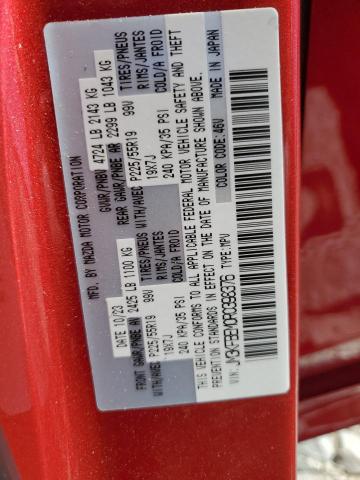 MFD. BY MAZDA MOTOR CORPORATION
DATE 10/23 GVWR/PNBV 4724 LB 2143 KG
FRONT GAWR/PNBE AV 2425 LB 1100 KG REAR GAWR/PNBE AR 2299 LB 1043 KG
WITH/AVEC P225/55R19 99V TIRES/PNEUS WITH/AVEC P225/55R19 99V TIRES/PNEUS
19X7J RIMS/JANTES 19X7J RIMS/JANTES
240 KPA/35 PSI COLD/A FROID 240 KPA/35 PSI COLD/A FROID
THIS VEHICLE CONFORMS TO ALL APPLICABLE FEDERAL MOTOR VEHICLE SAFETY AND THEFT
PREVENTION STANDARDS IN EFFECT ON THE DATE OF MANUFACTURE SHOWN ABOVE.
MADE IN JAPAN
VIN: TYPE:MPV COLOR CODE:46V